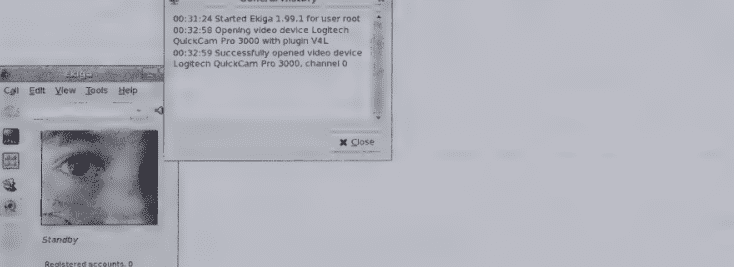 General History
00:31:24 Started Ekiga 1.99.1 for user root
00:32:58 Opening video device Logitech
QuickCam Pro 3000 with plugin V4L
00:32:59 Successfully opened video device
Logitech QuickCam Pro 3000, channel 0
Close
Ekiga
Call Edit View Tools Help
Standby
Registered accounts: 0